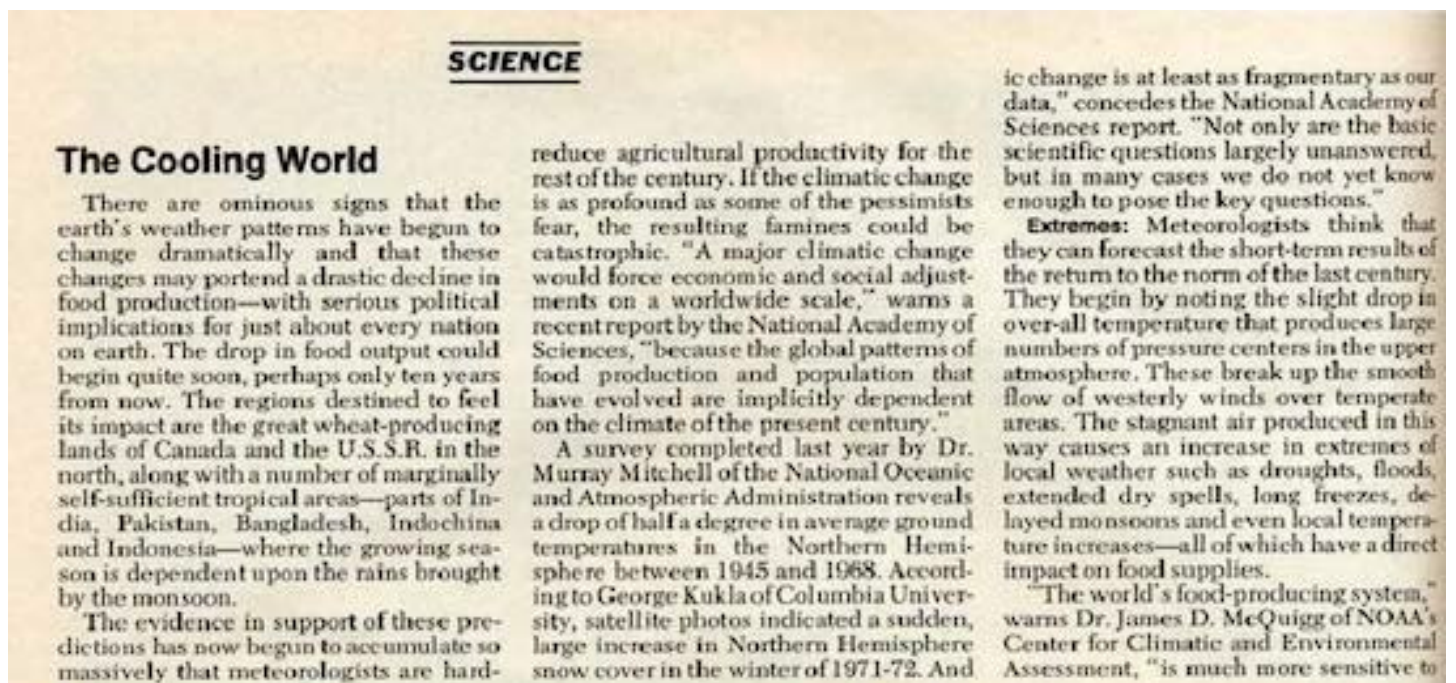 SCIENCE
The Cooling World
There are ominous signs that the
earth's weather patterns have begun to
change dramatically and that these
changes may portend a drastic decline in
food production—with serious political
implications for just about every nation
on earth. The drop in food output could
begin quite soon, perhaps only ten years
from now. The regions destined to feel
its impact are the great wheat-producing
lands of Canada and the U.S.S.R. in the
north, along with a number of marginally
self-sufficient tropical areas—parts of In-
dia, Pakistan, Bangladesh, Indochina
and Indonesia—where the growing sea-
son is dependent upon the rains brought
by the monsoon.
The evidence in support of these pre-
dictions has now begun to accumulate so
massively that meteorologists are hard-
reduce agricultural productivity for the
rest of the century. If the climatic change
is as profound as some of the pessimists
fear, the resulting famines could be
catastrophic. "A major climatic change
would force economic and social adjust-
ments on a worldwide scale," warns a
recent report by the National Academy of
Sciences, "because the global patterns of
food production and population that
have evolved are implicitly dependent
on the climate of the present century."
A survey completed last year by Dr.
Murray Mitchell of the National Oceanic
and Atmospheric Administration reveals
a drop of half a degree in average ground
temperatures in the Northern Hemi-
sphere between 1945 and 1968. Accord-
ing to George Kukla of Columbia Univer-
sity, satellite photos indicated a sudden,
large increase in Northern Hemisphere
snow cover in the winter of 1971-72. And
ic change is at least as fragmentary as our
data," concedes the National Academy of
Sciences report. "Not only are the basic
scientific questions largely unanswered,
but in many cases we do not yet know
enough to pose the key questions."
Extremes: Meteorologists think that
they can forecast the short-term results of
the return to the norm of the last century.
They begin by noting the slight drop in
over-all temperature that produces large
numbers of pressure centers in the upper
atmosphere. These break up the smooth
flow of westerly winds over temperate
areas. The stagnant air produced in this
way causes an increase in extremes of
local weather such as droughts, floods,
extended dry spells, long freezes, de-
layed monsoons and even local tempera-
ture increases—all of which have a direct
impact on food supplies.
"The world's food-producing system,"
warns Dr. James D. McQuigg of NOAA's
Center for Climatic and Environmental
Assessment, "is much more sensitive to